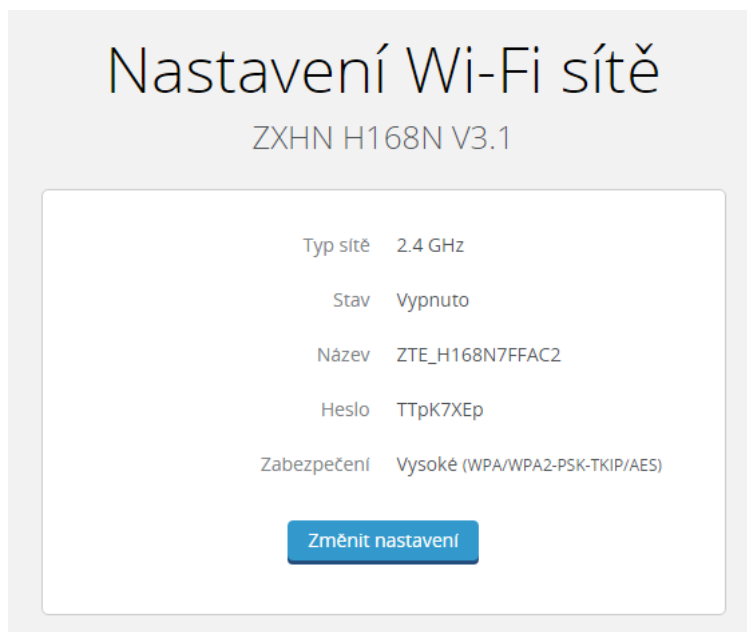 Nastavení Wi-Fi sítě
ZXHN H168N V3.1
Typ sítě 2.4 GHz
Stav Vypnuto
Název ZTE_H168N7FFAC2
Heslo TTpK7XEp
Zabezpečení Vysoké (WPA/WPA2-PSK-TKIP/AES)
Změnit nastavení